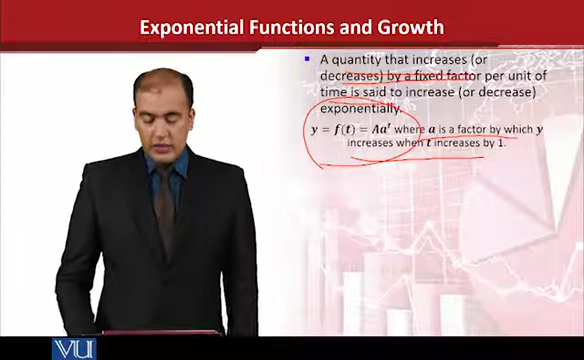 Exponential Functions and Growth
▪ A quantity that increases (or
decreases) by a fixed factor per unit of
time is said to increase (or decrease)
exponentially.
y = f(t) = Aaᵗ where a is a factor by which y
increases when t increases by 1.
VU